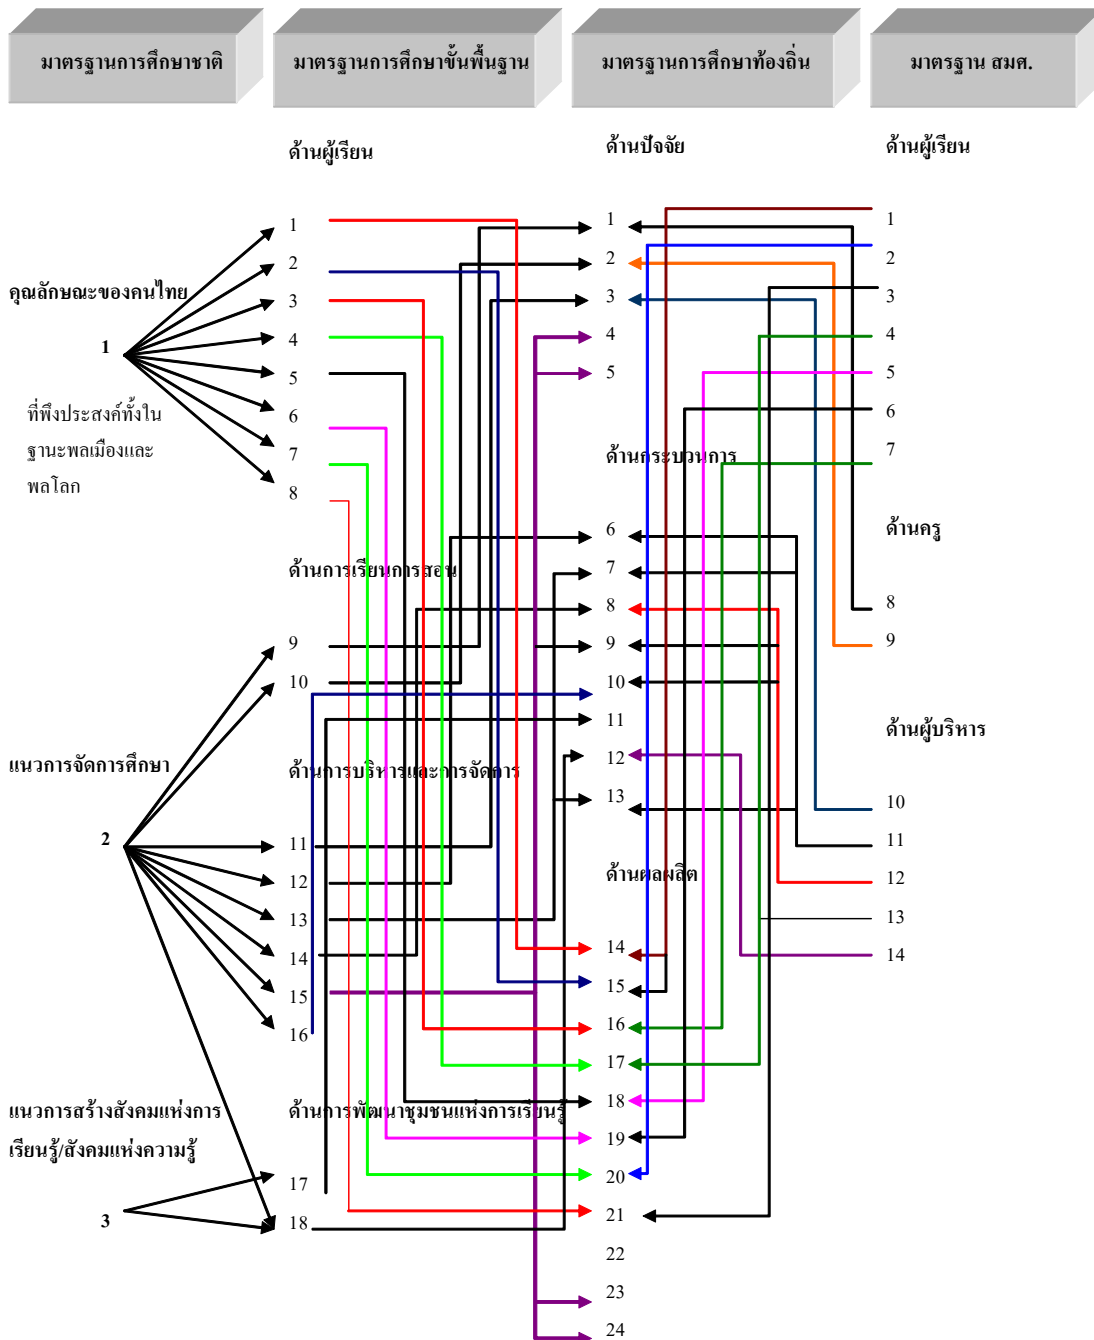 มาตรฐานการศึกษาชาติ
มาตรฐานการศึกษาขั้นพื้นฐาน
มาตรฐานการศึกษาท้องถิ่น
มาตรฐาน สมศ.
คุณลักษณะของคนไทย
1
ที่พึงประสงค์ทั้งใน
ฐานะพลเมืองและ
พลโลก
แนวการจัดการศึกษา
2
แนวการสร้างสังคมแห่งการ
เรียนรู้/สังคมแห่งความรู้
3
ด้านผู้เรียน
1
2
3
4
5
6
7
8
ด้านการเรียนการสอน
9
10
ด้านการบริหารและการจัดการ
11
12
13
14
15
16
ด้านการพัฒนาชุมชนแห่งการเรียนรู้
17
18
ด้านปัจจัย
1
2
3
4
5
ด้านกระบวนการ
6
7
8
9
10
11
12
13
ด้านผลผลิต
14
15
16
17
18
19
20
21
22
23
24
ด้านผู้เรียน
1
2
3
4
5
6
7
ด้านครู
8
9
ด้านผู้บริหาร
10
11
12
13
14